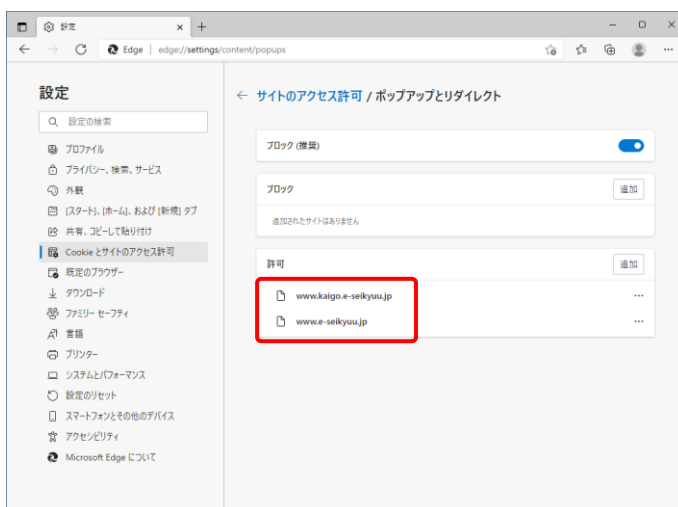 設定
Edge | edge://settings/content/popups
設定
設定の検索
プロファイル
プライバシー、検索、サービス
外観
[スタート]、[ホーム]、および [新規] タブ
共有、コピーして貼り付け
Cookie とサイトのアクセス許可
既定のブラウザー
ダウンロード
ファミリー セーフティ
言語
プリンター
システムとパフォーマンス
設定のリセット
スマートフォンとその他のデバイス
アクセシビリティ
Microsoft Edge について
サイトのアクセス許可 / ポップアップとリダイレクト
ブロック (推奨)
ブロック
追加
追加されたサイトはありません
許可
追加
www.kaigo.e-seikyuu.jp
www.e-seikyuu.jp